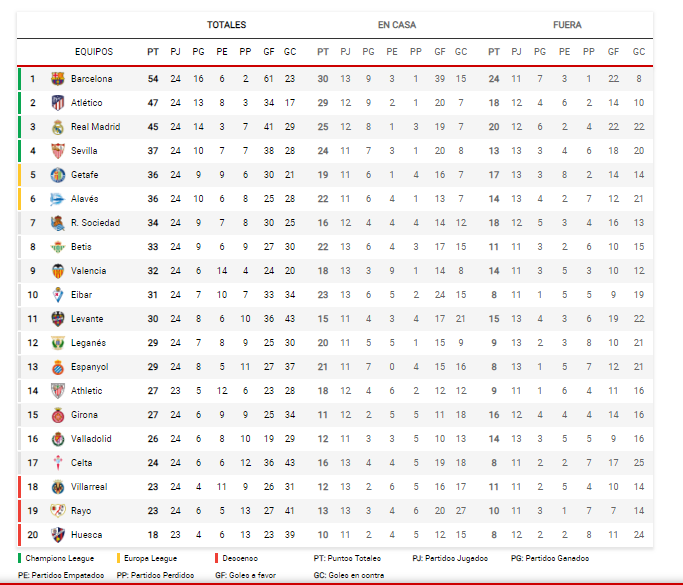 TOTALES EN CASA FUERA
EQUIPOS PT PJ PG PE PP GF GC PT PJ PG PE PP GF GC PT PJ PG PE PP GF GC
1 Barcelona 54 24 16 6 2 61 23 30 13 9 3 1 39 15 24 11 7 3 1 22 8
2 Atlético 47 24 13 8 3 34 17 29 12 9 2 1 20 7 18 12 4 6 2 14 10
3 Real Madrid 45 24 14 3 7 41 29 25 12 8 1 3 19 7 20 12 6 2 4 22 22
4 Sevilla 37 24 10 7 7 38 28 24 11 7 3 1 20 8 13 13 3 4 6 18 20
5 Getafe 36 24 9 9 6 30 21 19 11 6 1 4 16 7 17 13 3 8 2 14 14
6 Alavés 36 24 10 6 8 25 28 22 11 6 4 1 13 7 14 13 4 2 7 12 21
7 R. Sociedad 34 24 9 7 8 30 25 16 12 4 4 4 14 12 18 12 5 3 4 16 13
8 Betis 33 24 9 6 9 27 30 22 13 6 4 3 17 15 11 11 3 2 6 10 15
9 Valencia 32 24 6 14 4 24 20 18 13 3 9 1 14 8 14 11 3 5 3 10 12
10 Eibar 31 24 7 10 7 33 34 23 13 6 5 2 24 15 8 11 1 5 5 9 19
11 Levante 30 24 8 6 10 36 43 15 11 4 3 4 17 21 15 13 4 3 6 19 22
12 Leganés 29 24 7 8 9 25 30 20 11 5 5 1 15 9 9 13 2 3 8 10 21
13 Espanyol 29 24 8 5 11 27 37 21 11 7 0 4 15 16 8 13 1 5 7 12 21
14 Athletic 27 23 5 12 6 23 28 18 12 4 6 2 12 12 9 11 1 6 4 11 16
15 Girona 27 24 6 9 9 25 34 11 12 2 5 5 11 18 16 12 4 4 4 14 16
16 Valladolid 26 24 6 8 10 19 29 12 11 3 3 5 10 13 14 13 3 5 5 9 16
17 Celta 24 24 6 6 12 36 43 16 13 4 4 5 19 18 8 11 2 2 7 17 25
18 Villarreal 23 24 4 11 9 26 31 12 13 2 6 5 16 17 11 11 2 5 4 10 14
19 Rayo 23 24 6 5 13 27 41 13 13 3 4 6 20 27 10 11 3 1 7 7 14
20 Huesca 18 23 4 6 13 23 39 10 11 2 4 5 12 15 8 12 2 2 8 11 24
Champions League Europa League Descenso PT: Puntos Totales PJ: Partidos Jugados PG: Partidos Ganados
PE: Partidos Empatados PP: Partidos Perdidos GF: Goles a favor GC: Goles en contra